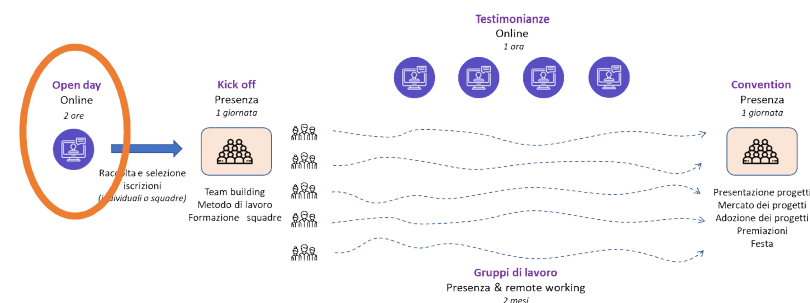 Testimonianze
Online
1 ora
Open day
Online
2 ore
Raccolta e selezione
iscrizioni
(individuali o squadre)
Kick off
Presenza
1 giornata
Team building
Metodo di lavoro
Formazione squadre
Gruppi di lavoro
Presenza & remote working
2 mesi
Convention
Presenza
1 giornata
Presentazione progetti
Mercato dei progetti
Adozione dei progetti
Premiazioni
Festa